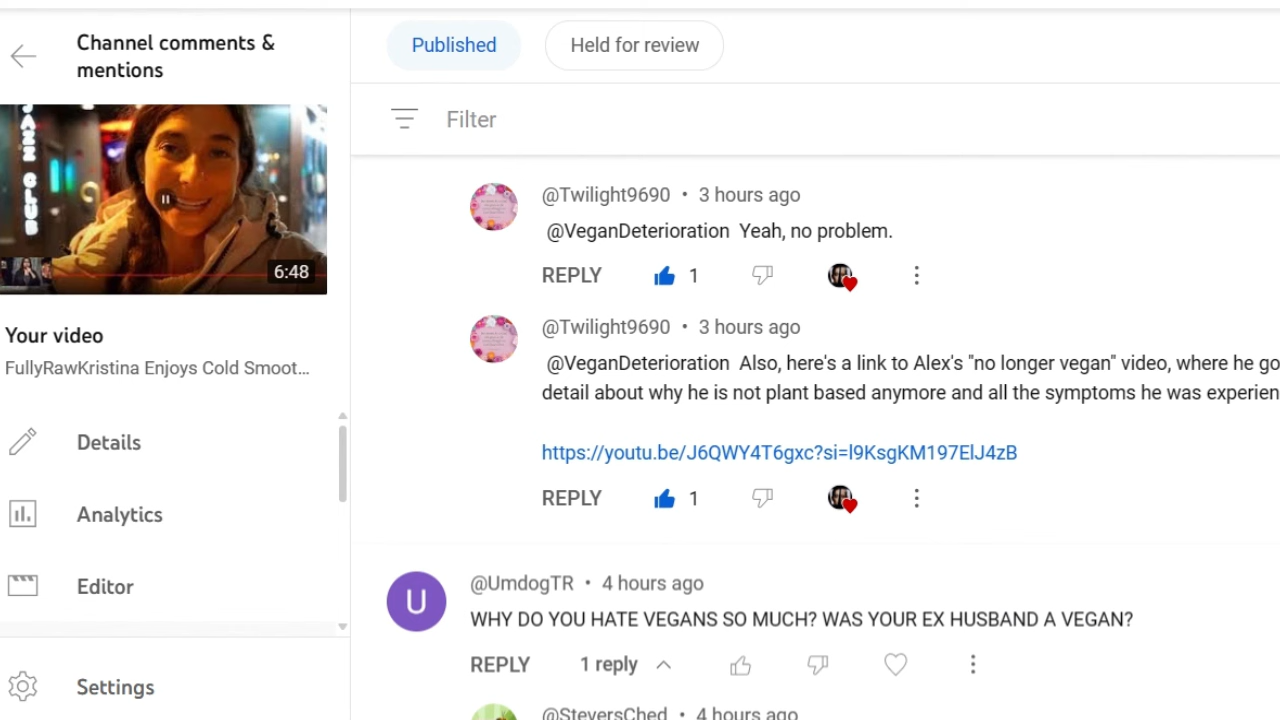 Channel comments &
mentions
JAZZ CLUB
6:48
Your video
FullyRawKristina Enjoys Cold Smoot...
Details
Analytics
Editor
Settings
Published
Held for review
Filter
@Twilight9690 • 3 hours ago
@VeganDeterioration Yeah, no problem.
REPLY 1
@Twilight9690 • 3 hours ago
@VeganDeterioration Also, here's a link to Alex's "no longer vegan" video, where he go
detail about why he is not plant based anymore and all the symptoms he was experien
https://youtu.be/J6QWY4T6gxc?si=l9KsgKM197ElJ4zB
REPLY 1
U
@UmdogTR • 4 hours ago
WHY DO YOU HATE VEGANS SO MUCH? WAS YOUR EX HUSBAND A VEGAN?
REPLY 1 reply
@SteversChed • 4 hours ago